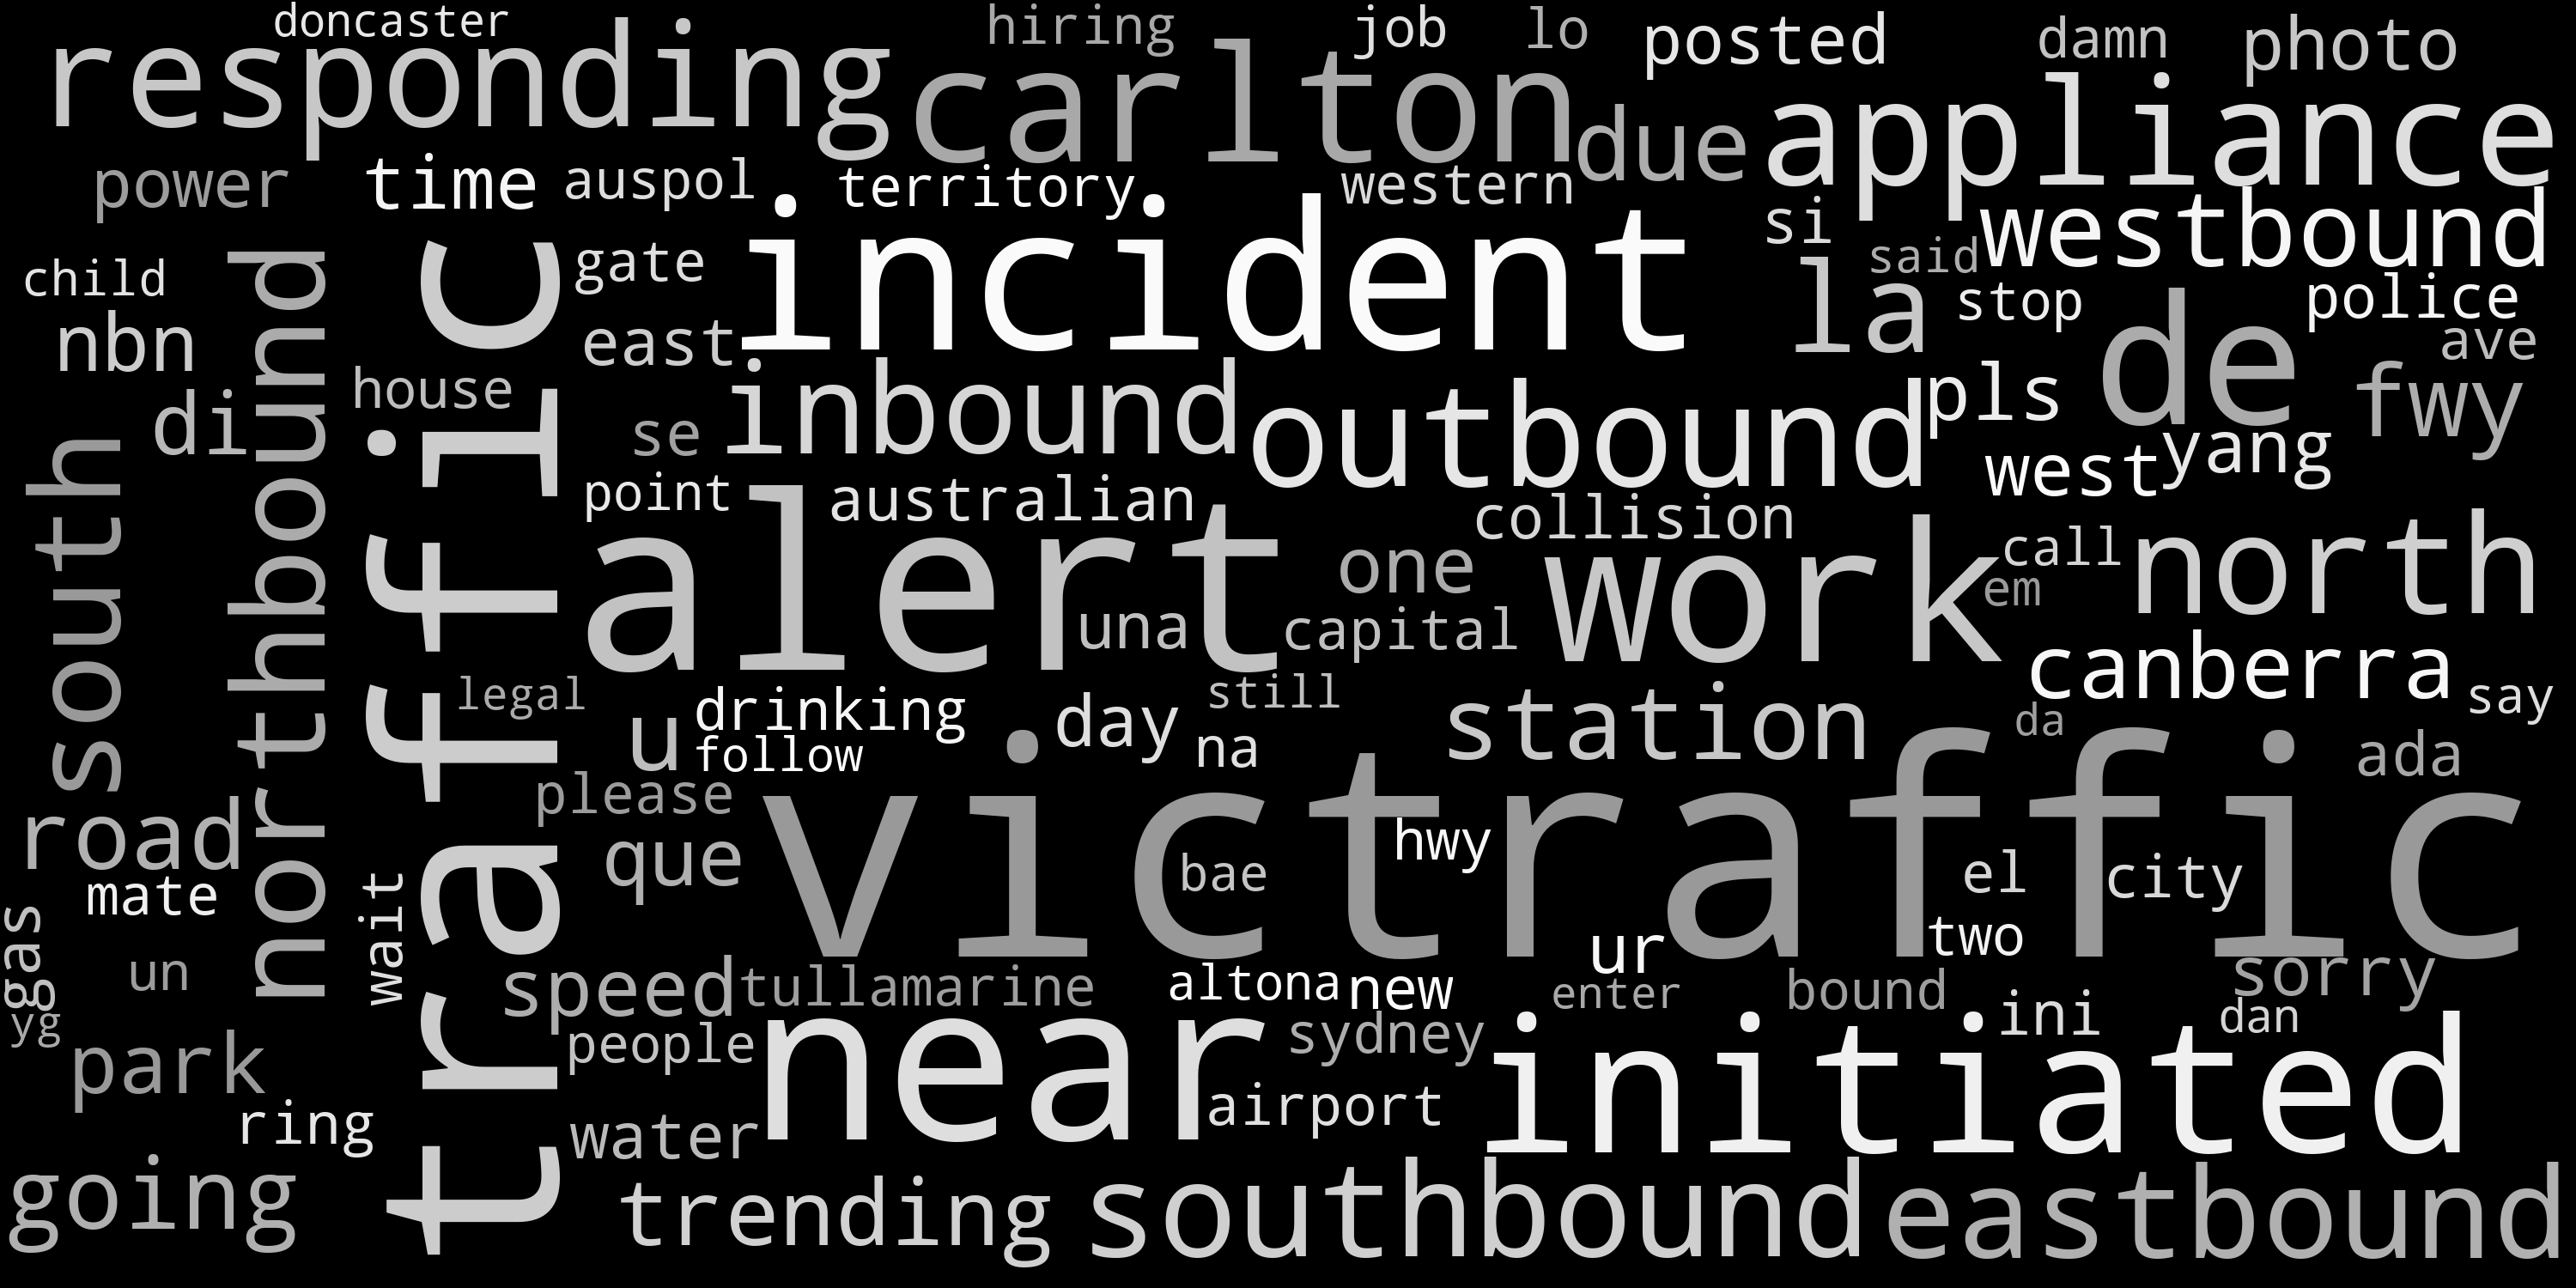 doncaster
responding
hiring
carlton
job
lo
posted
damn
photo
due
appliance
power
time
auspol
territory
western
si
westbound
incident
said
la
child
gate
stop
police
nbn
east
de
ave
di
house
se
inbound
outbound
pls
fwy
northbound
south
traffic
point
australian
west
yang
collision
alert
one
work
call
north
em
una
capital
canberra
legal
drinking
still
say
u
follow
day
na
station
da
ada
please
victraffic
road
que
hwy
bae
el
city
mate
wait
gas
un
ur
two
speed
tullamarine
altona
new
enter
bound
sorry
yg
people
near
sydney
initiated
ini
dan
park
ring
water
airport
going
trending
southbound
eastbound